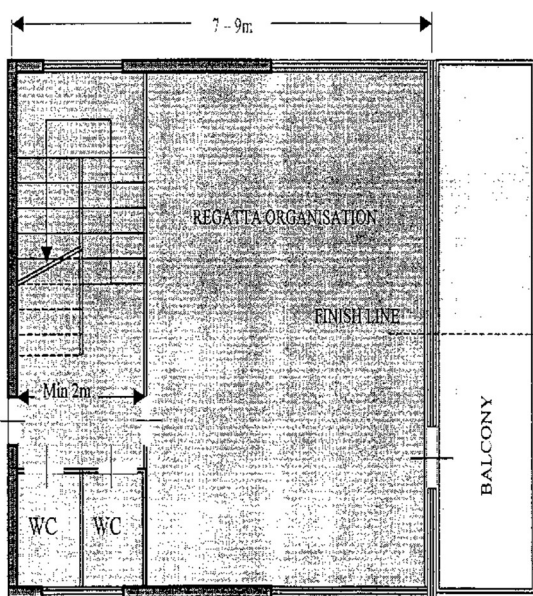 7 – 9m
REGATTA ORGANISATION
FINISH LINE
Min 2m
BALCONY
WC
WC